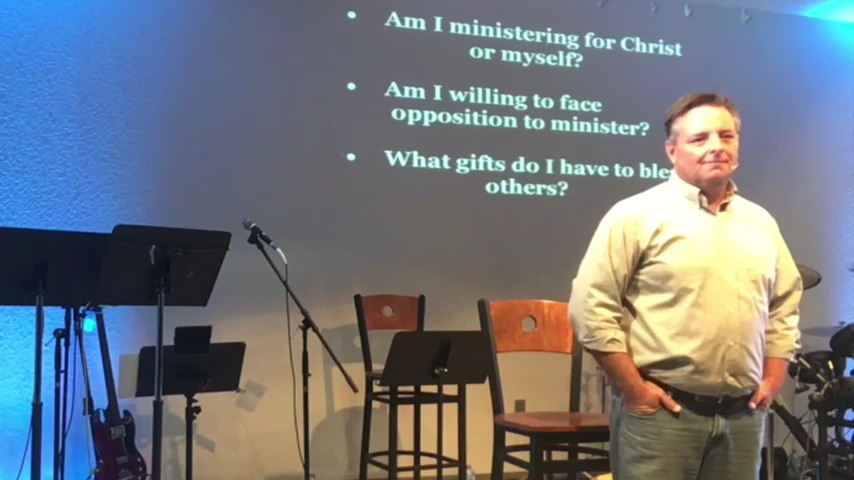 • Am I ministering for Christ
or myself?
• Am I willing to face
opposition to minister?
• What gifts do I have to
others?